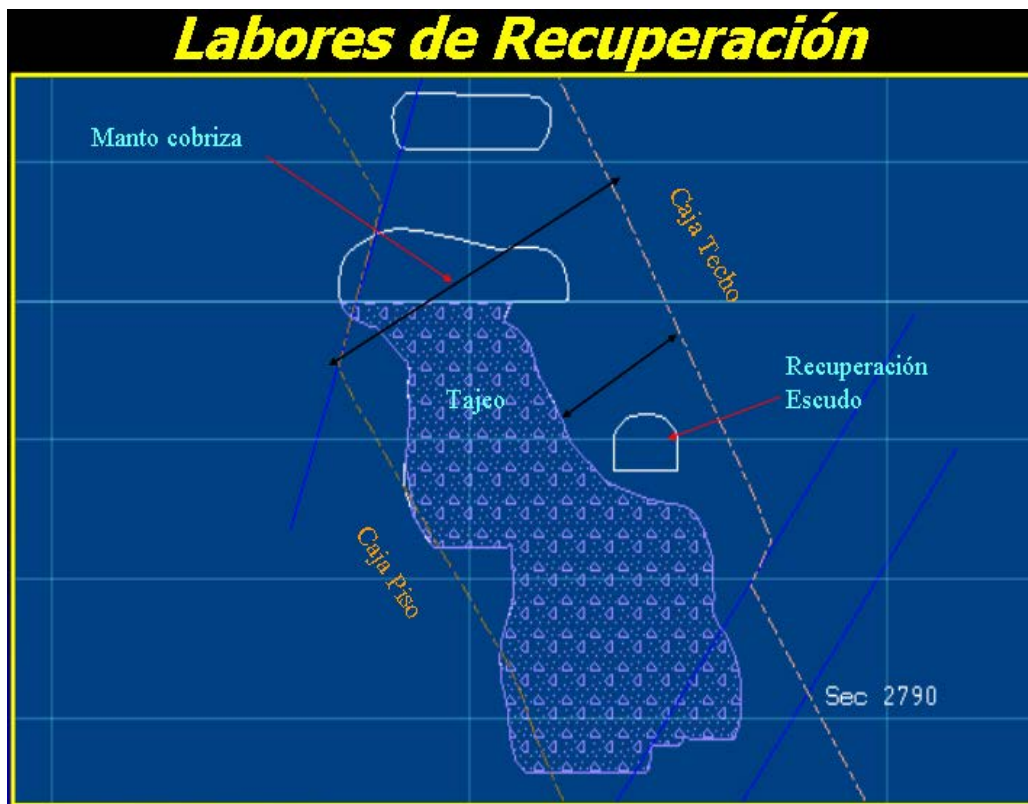 Labores de Recuperación
Manto cobriza
Caja Techo
Recuperación
Escudo
Tajeo
Caja Piso
Sec 2790